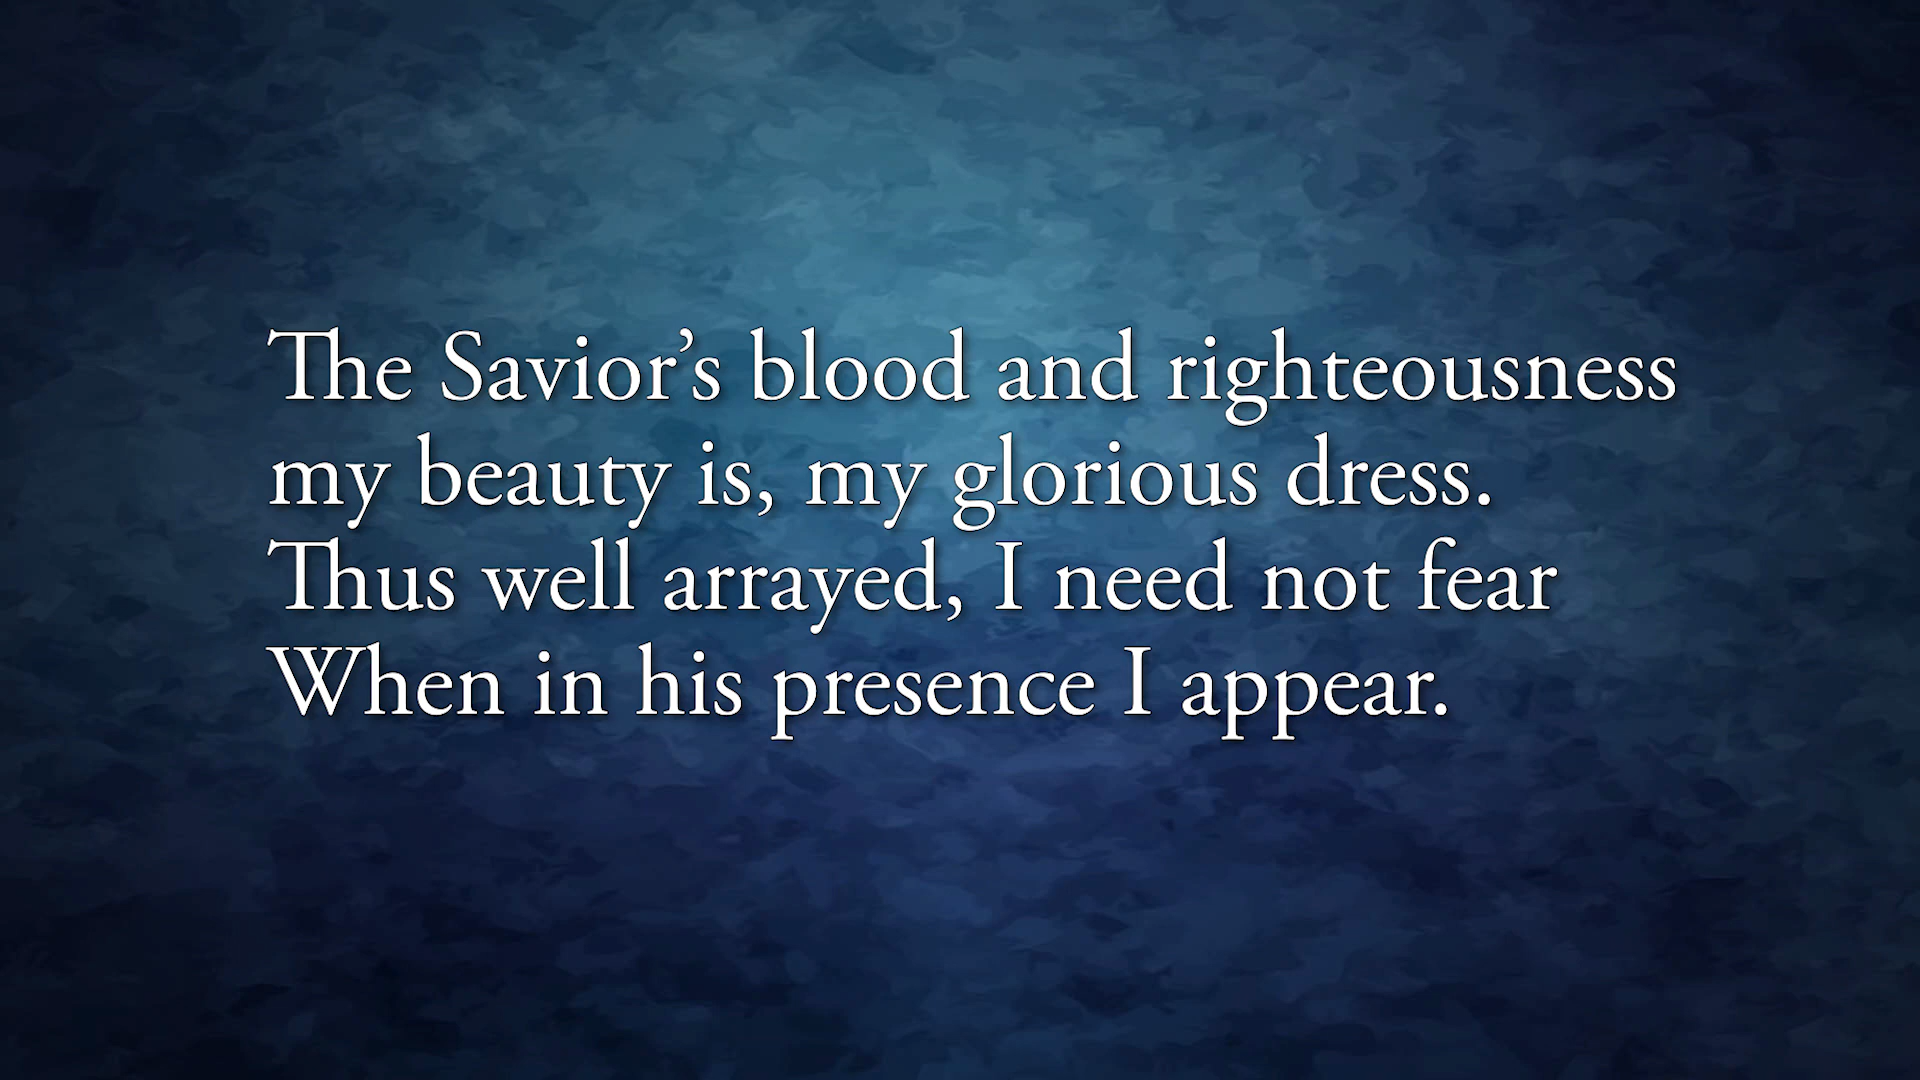 The Savior’s blood and righteousness
my beauty is, my glorious dress.
Thus well arrayed, I need not fear
When in his presence I appear.